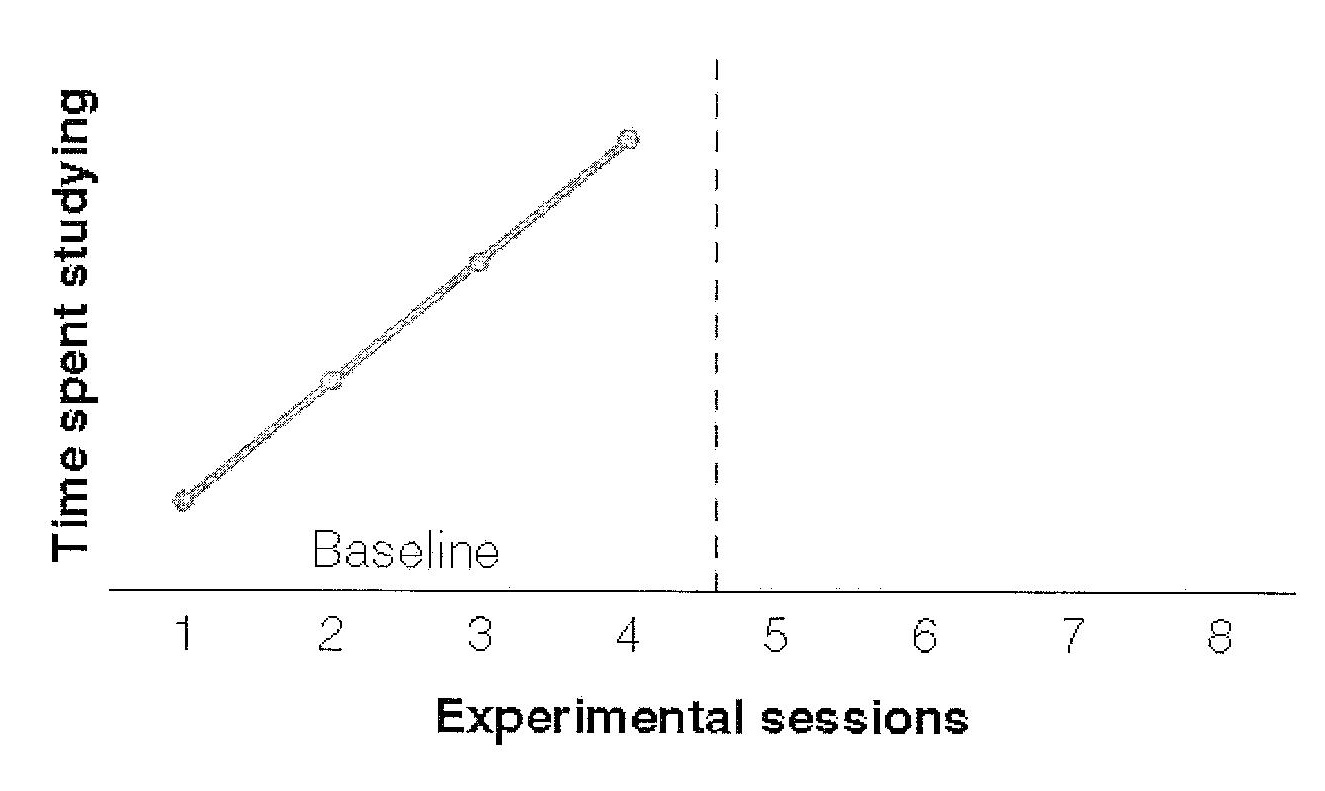 Time spent studying
Baseline
1 2 3 4 5 6 7 8
Experimental sessions